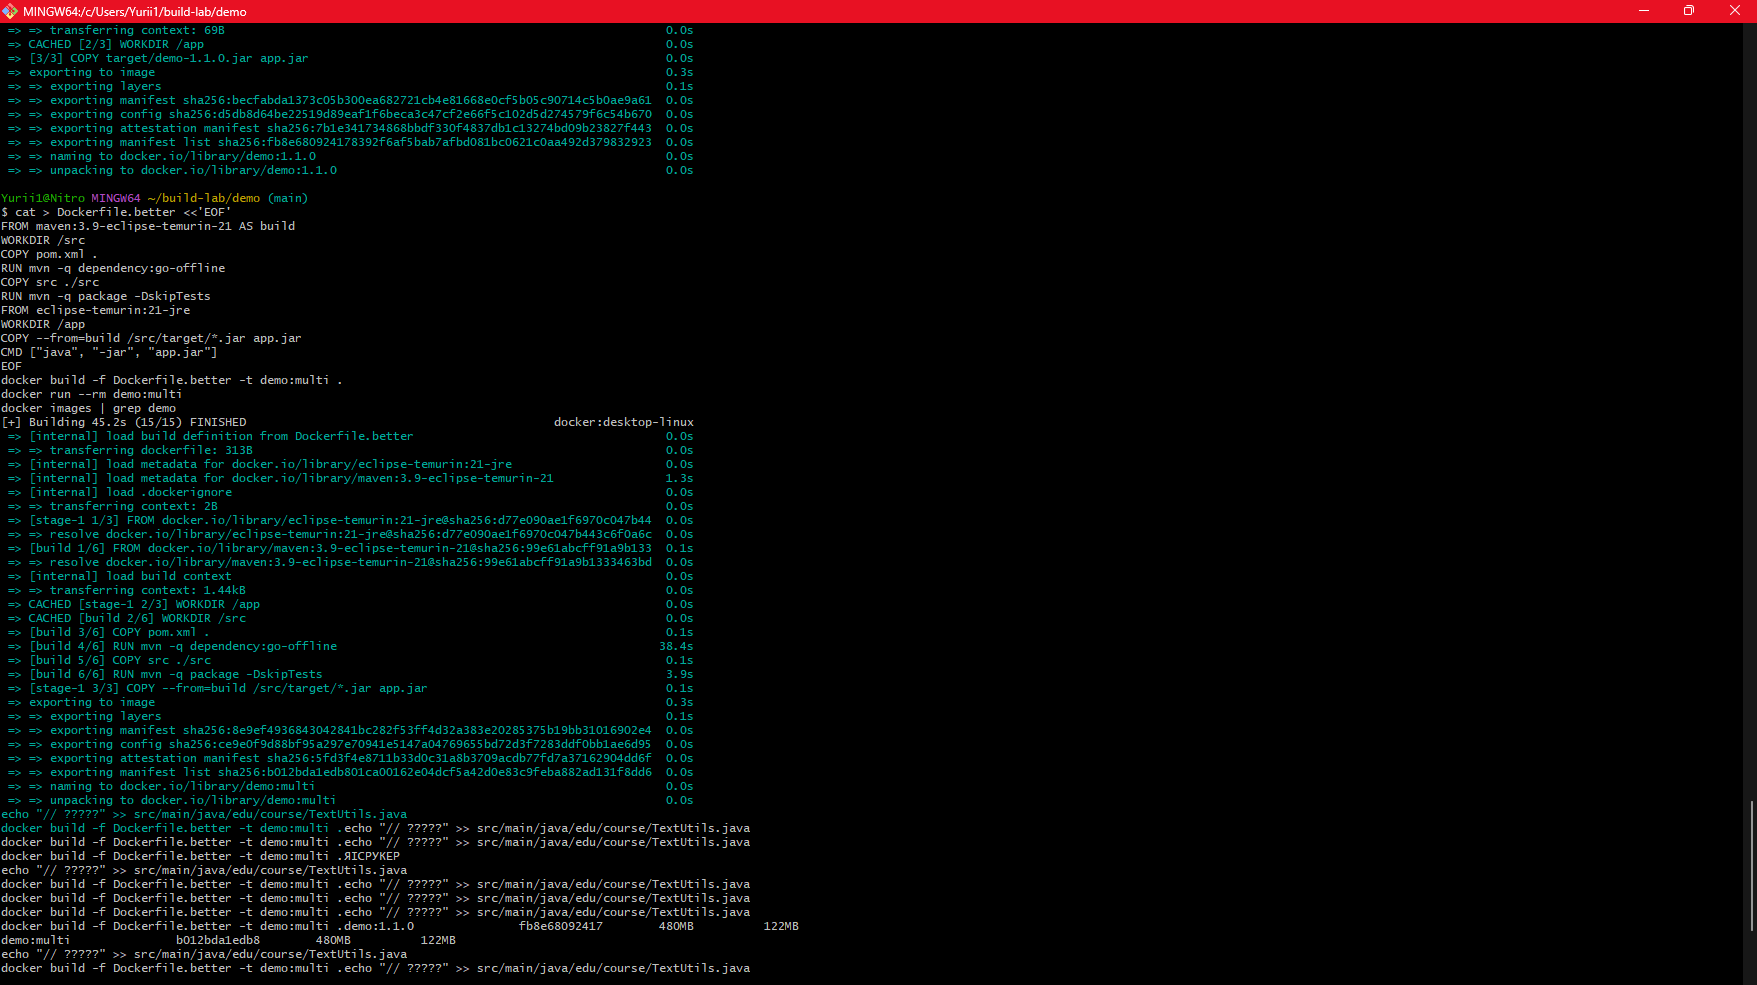 MINGW64:/c/Users/Yurii1/build-lab/demo
=> => transferring context: 69B 0.0s
=> CACHED [2/3] WORKDIR /app 0.0s
=> [3/3] COPY target/demo-1.1.0.jar app.jar 0.0s
=> exporting to image 0.3s
=> => exporting layers 0.1s
=> => exporting manifest sha256:becfabda1373c05b300ea682721cb4e81668e0cf5b05c90714c5b0ae9a61 0.0s
=> => exporting config sha256:d5db8d64be22519d89eaf1f6beca3c47cf2e66f5c102d5d274579f6c54b670 0.0s
=> => exporting attestation manifest sha256:7b1e341734868bbdf330f4837db1c13274bd09b23827f443 0.0s
=> => exporting manifest list sha256:fb8e680924178392f6af5bab7afbd081bc0621c0aa492d379832923 0.0s
=> => naming to docker.io/library/demo:1.1.0 0.0s
=> => unpacking to docker.io/library/demo:1.1.0 0.0s
Yurii1@Nitro MINGW64 ~/build-lab/demo (main)
$ cat > Dockerfile.better <<'EOF'
FROM maven:3.9-eclipse-temurin-21 AS build
WORKDIR /src
COPY pom.xml .
RUN mvn -q dependency:go-offline
COPY src ./src
RUN mvn -q package -DskipTests
FROM eclipse-temurin:21-jre
WORKDIR /app
COPY --from=build /src/target/*.jar app.jar
CMD ["java", "-jar", "app.jar"]
EOF
docker build -f Dockerfile.better -t demo:multi .
docker run --rm demo:multi
docker images | grep demo
[+] Building 45.2s (15/15) FINISHED docker:desktop-linux
=> [internal] load build definition from Dockerfile.better 0.0s
=> => transferring dockerfile: 313B 0.0s
=> [internal] load metadata for docker.io/library/eclipse-temurin:21-jre 0.0s
=> [internal] load metadata for docker.io/library/maven:3.9-eclipse-temurin-21 1.3s
=> [internal] load .dockerignore 0.0s
=> => transferring context: 2B 0.0s
=> [stage-1 1/3] FROM docker.io/library/eclipse-temurin:21-jre@sha256:d77e090ae1f6970c047b44 0.0s
=> => resolve docker.io/library/eclipse-temurin:21-jre@sha256:d77e090ae1f6970c047b443c6f0a6c 0.0s
=> [build 1/6] FROM docker.io/library/maven:3.9-eclipse-temurin-21@sha256:99e61abcff91a9b133 0.1s
=> => resolve docker.io/library/maven:3.9-eclipse-temurin-21@sha256:99e61abcff91a9b1333463bd 0.0s
=> [internal] load build context 0.0s
=> => transferring context: 1.44kB 0.0s
=> CACHED [stage-1 2/3] WORKDIR /app 0.0s
=> CACHED [build 2/6] WORKDIR /src 0.0s
=> [build 3/6] COPY pom.xml . 0.1s
=> [build 4/6] RUN mvn -q dependency:go-offline 38.4s
=> [build 5/6] COPY src ./src 0.1s
=> [build 6/6] RUN mvn -q package -DskipTests 3.9s
=> [stage-1 3/3] COPY --from=build /src/target/*.jar app.jar 0.1s
=> exporting to image 0.3s
=> => exporting layers 0.1s
=> => exporting manifest sha256:8e9ef4936843042841bc282f53ff4d32a383e20285375b19bb31016902e4 0.0s
=> => exporting config sha256:ce9e0f9d88bf95a297e70941e5147a04769655bd72d3f7283ddf0bb1ae6d95 0.0s
=> => exporting attestation manifest sha256:5fd3f4e8711b33d0c31a8b3709acdb77fd7a37162904dd6f 0.0s
=> => exporting manifest list sha256:b012bda1edb801ca00162e04dcf5a42d0e83c9feba882ad131f8dd6 0.0s
=> => naming to docker.io/library/demo:multi 0.0s
=> => unpacking to docker.io/library/demo:multi 0.0s
echo "// ?????" >> src/main/java/edu/course/TextUtils.java
docker build -f Dockerfile.better -t demo:multi .echo "// ?????" >> src/main/java/edu/course/TextUtils.java
docker build -f Dockerfile.better -t demo:multi .echo "// ?????" >> src/main/java/edu/course/TextUtils.java
docker build -f Dockerfile.better -t demo:multi .ЯІСРУКЕР
echo "// ?????" >> src/main/java/edu/course/TextUtils.java
docker build -f Dockerfile.better -t demo:multi .echo "// ?????" >> src/main/java/edu/course/TextUtils.java
docker build -f Dockerfile.better -t demo:multi .echo "// ?????" >> src/main/java/edu/course/TextUtils.java
docker build -f Dockerfile.better -t demo:multi .echo "// ?????" >> src/main/java/edu/course/TextUtils.java
docker build -f Dockerfile.better -t demo:multi .demo:1.1.0 fb8e68092417 480MB 122MB
demo:multi b012bda1edb8 480MB 122MB
echo "// ?????" >> src/main/java/edu/course/TextUtils.java
docker build -f Dockerfile.better -t demo:multi .echo "// ?????" >> src/main/java/edu/course/TextUtils.java